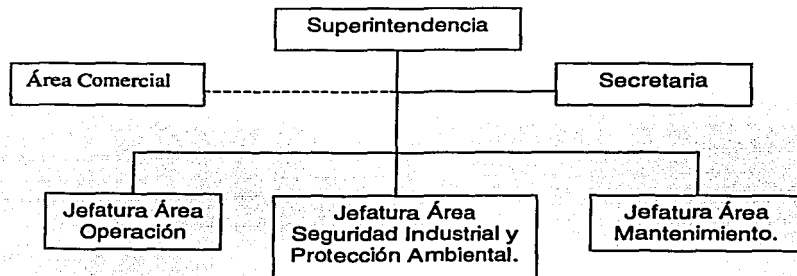 Superintendencia
Área Comercial
Secretaria
Jefatura Área
Operación
Jefatura Área
Seguridad Industrial y
Protección Ambiental.
Jefatura Área
Mantenimiento.